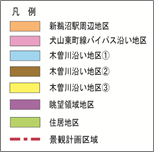 凡 例
新鵜沼駅周辺地区
犬山東町線バイパス沿い地区
木曽川沿い地区①
木曽川沿い地区②
木曽川沿い地区③
眺望領域地区
住居地区
景観計画区域